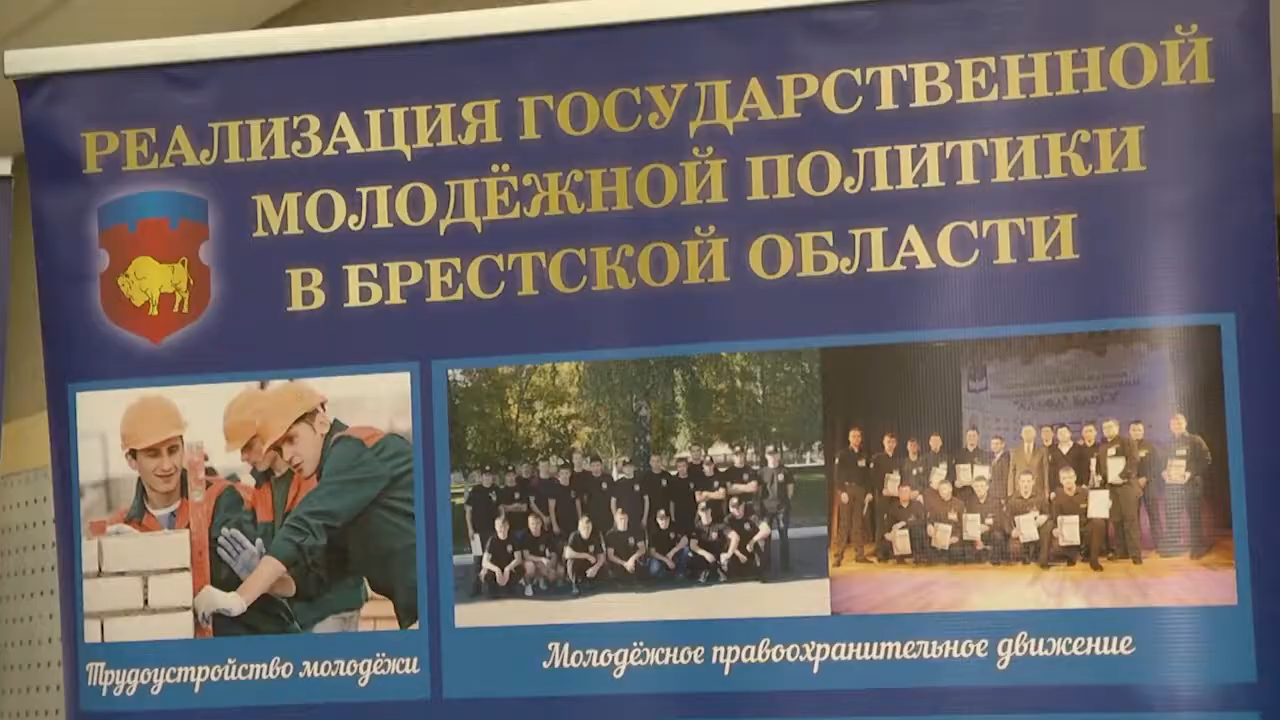 РЕАЛИЗАЦИЯ ГОСУДАРСТВЕННОЙ
МОЛОДЁЖНОЙ ПОЛИТИКИ
В БРЕСТСКОЙ ОБЛАСТИ
Трудоустройство молодёжи
Молодёжное правоохранительное движение